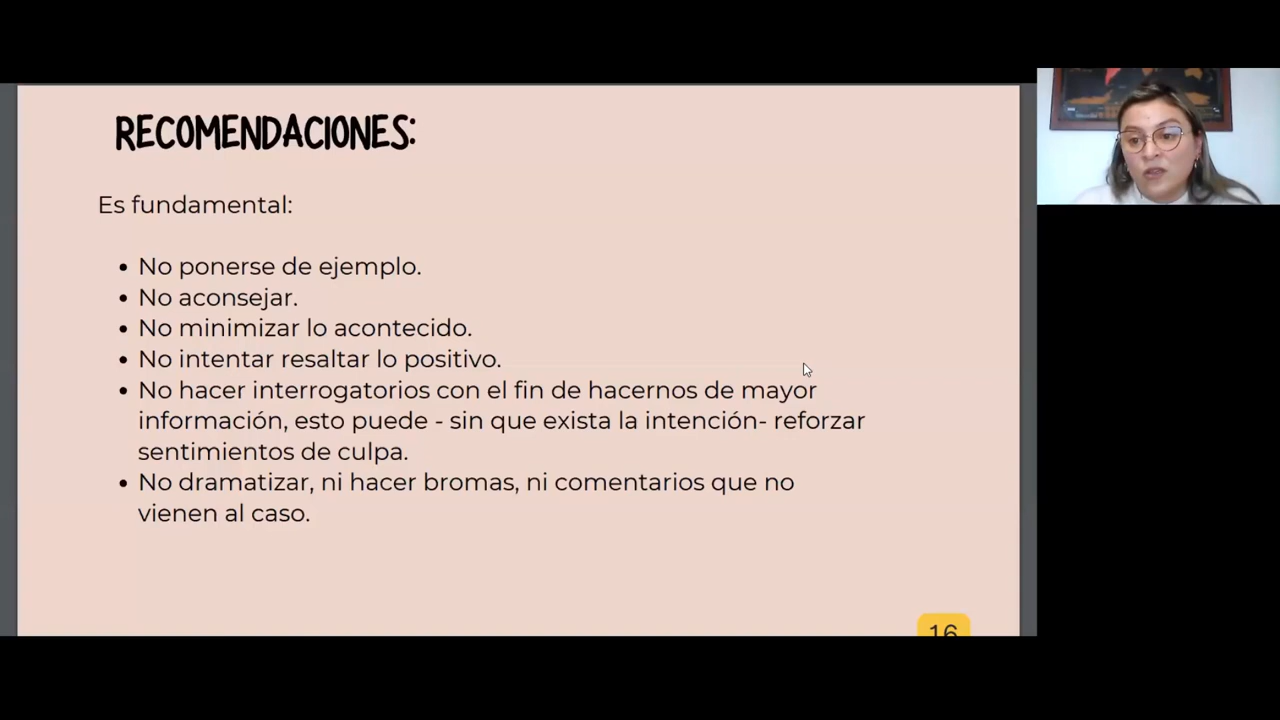 RECOMENDACIONES:
Es fundamental:
• No ponerse de ejemplo.
• No aconsejar.
• No minimizar lo acontecido.
• No intentar resaltar lo positivo.
• No hacer interrogatorios con el fin de hacernos de mayor
información, esto puede - sin que exista la intención- reforzar
sentimientos de culpa.
• No dramatizar, ni hacer bromas, ni comentarios que no
vienen al caso.
16